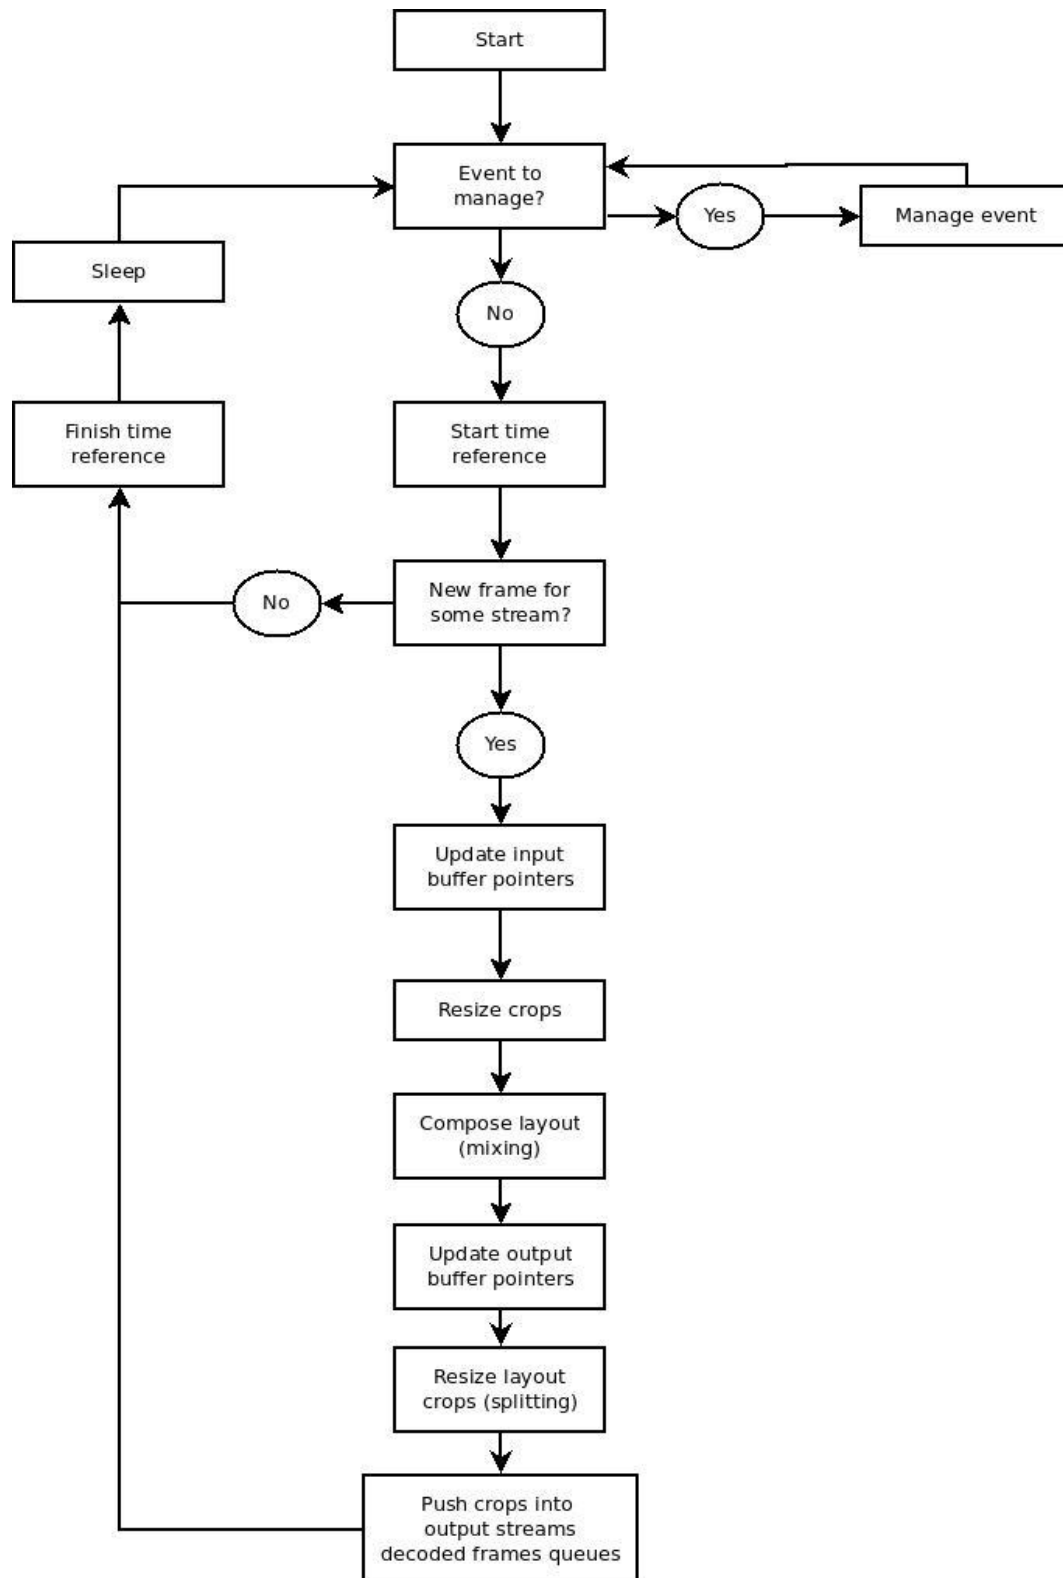 Start
Event to
manage?
Yes
Manage event
Sleep
No
Finish time
reference
Start time
reference
No
New frame for
some stream?
Yes
Update input
buffer pointers
Resize crops
Compose layout
(mixing)
Update output
buffer pointers
Resize layout
crops (splitting)
Push crops into
output streams
decoded frames queues